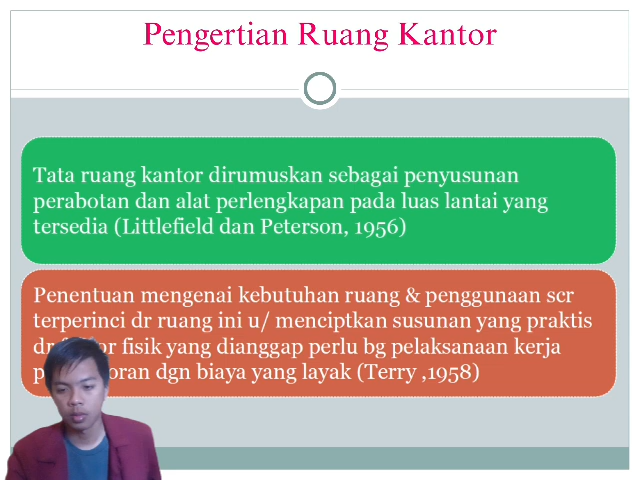 Pengertian Ruang Kantor
Tata ruang kantor dirumuskan sebagai penyusunan
perabotan dan alat perlengkapan pada luas lantai yang
tersedia (Littlefield dan Peterson, 1956)
Penentuan mengenai kebutuhan ruang & penggunaan scr
terperinci dr ruang ini u/ menciptkan susunan yang praktis
dr fisik yang dianggap perlu bg pelaksanaan kerja
dgn biaya yang layak (Terry ,1958)